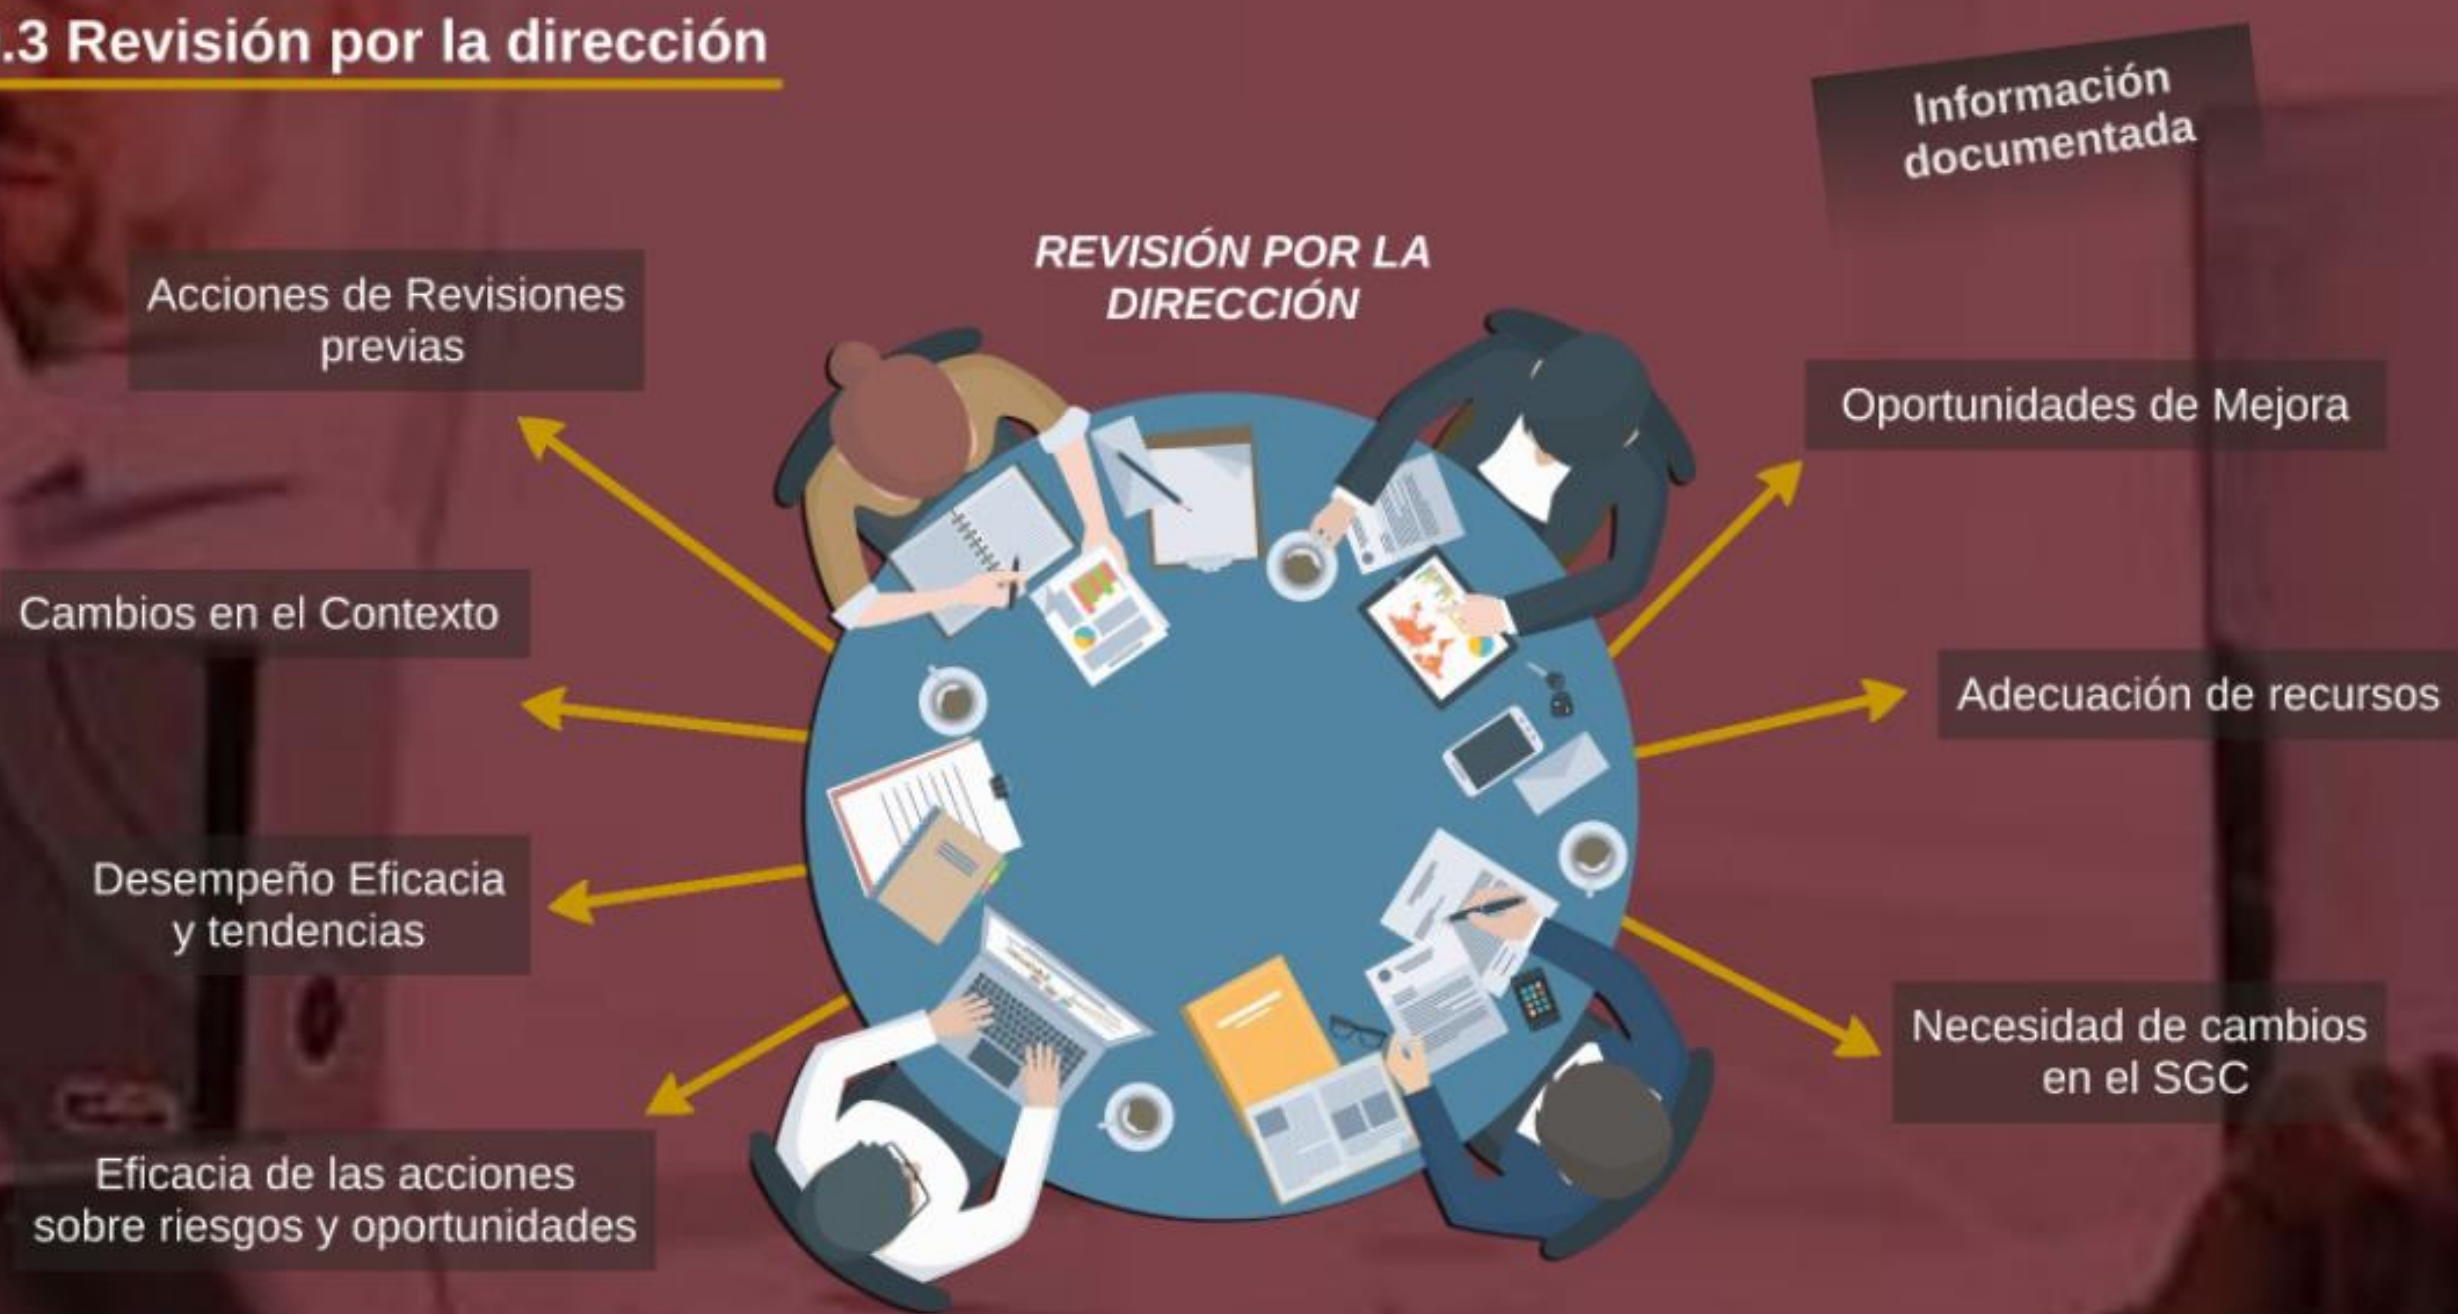 .3 Revisión por la dirección
Información
documentada
REVISIÓN POR LA
DIRECCIÓN
Acciones de Revisiones
previas
Cambios en el Contexto
Desempeño Eficacia
y tendencias
Eficacia de las acciones
sobre riesgos y oportunidades
Oportunidades de Mejora
Adecuación de recursos
Necesidad de cambios
en el SGC